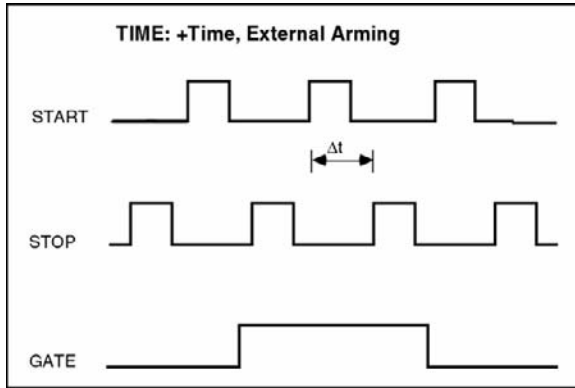 TIME: +Time, External Arming
START
Δt
STOP
GATE